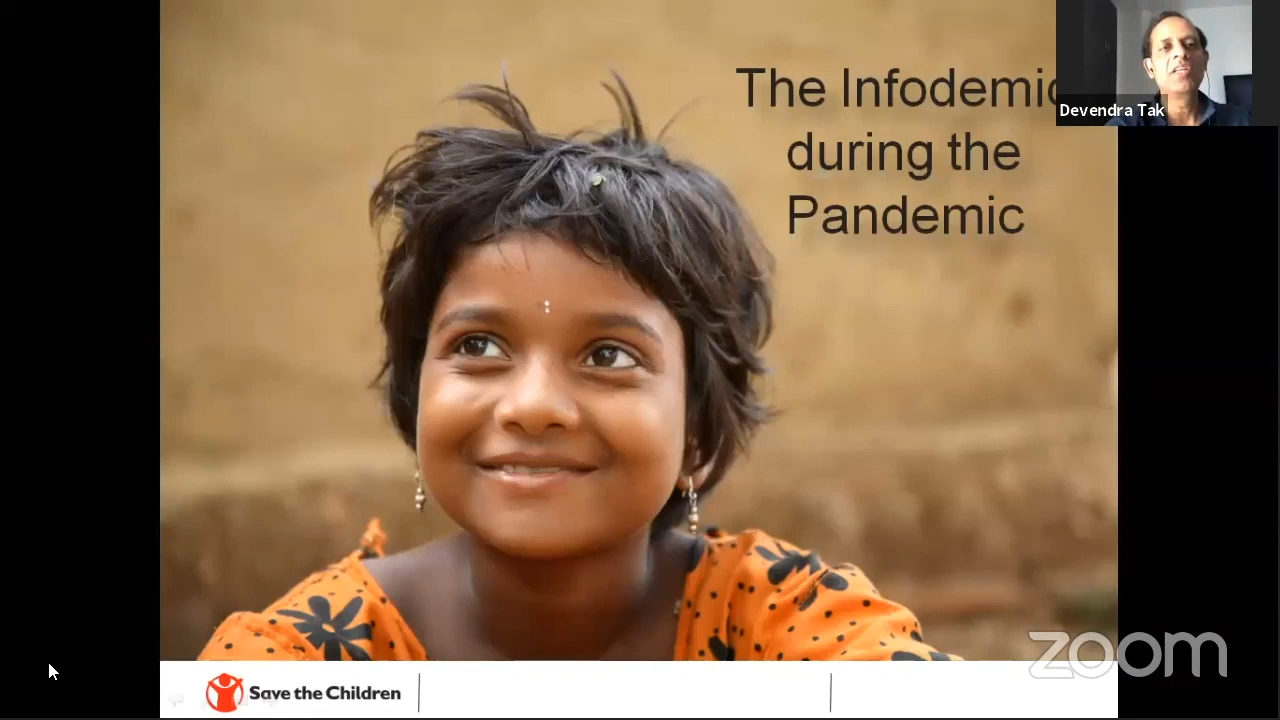 The Infodemic
during the
Pandemic
Devendra Tak
zoom
Save the Children